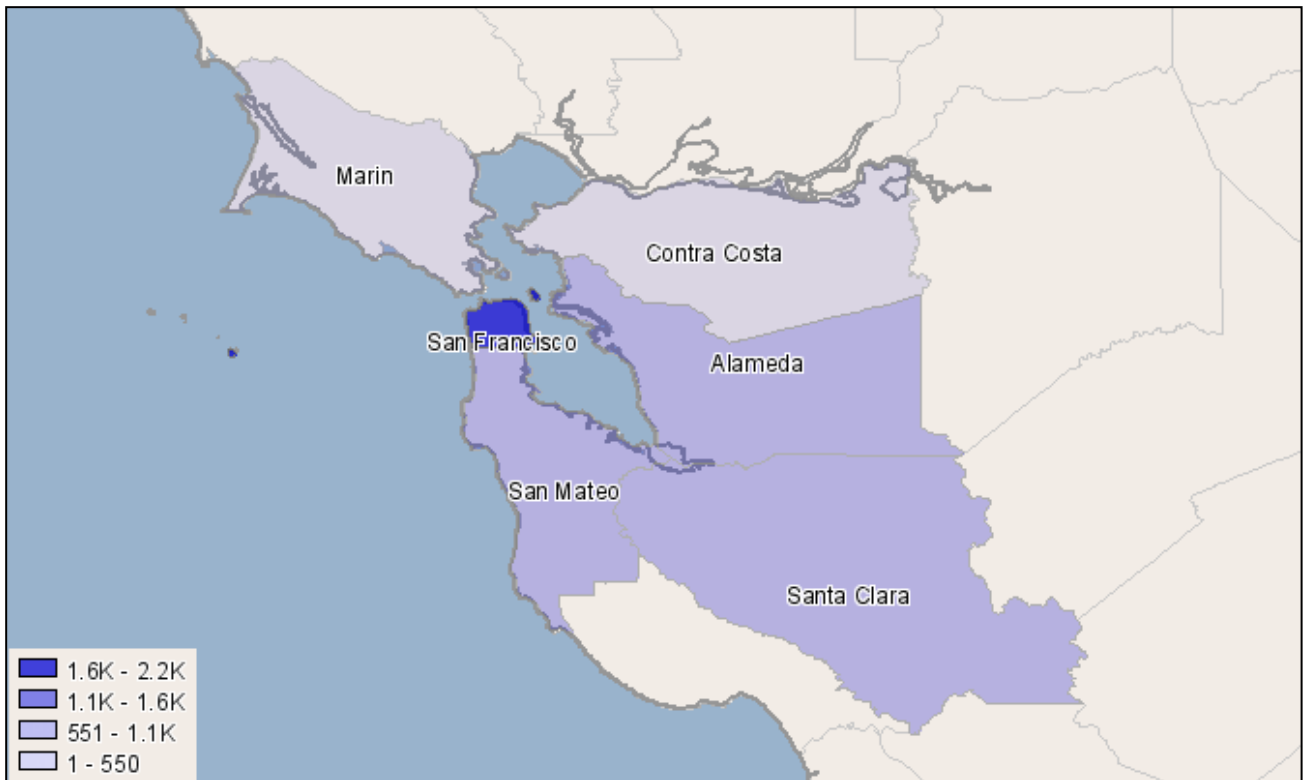 Marin
Contra Costa
San Francisco
Alameda
San Mateo
Santa Clara
1.6K - 2.2K
1.1K - 1.6K
551 - 1.1K
1 - 550